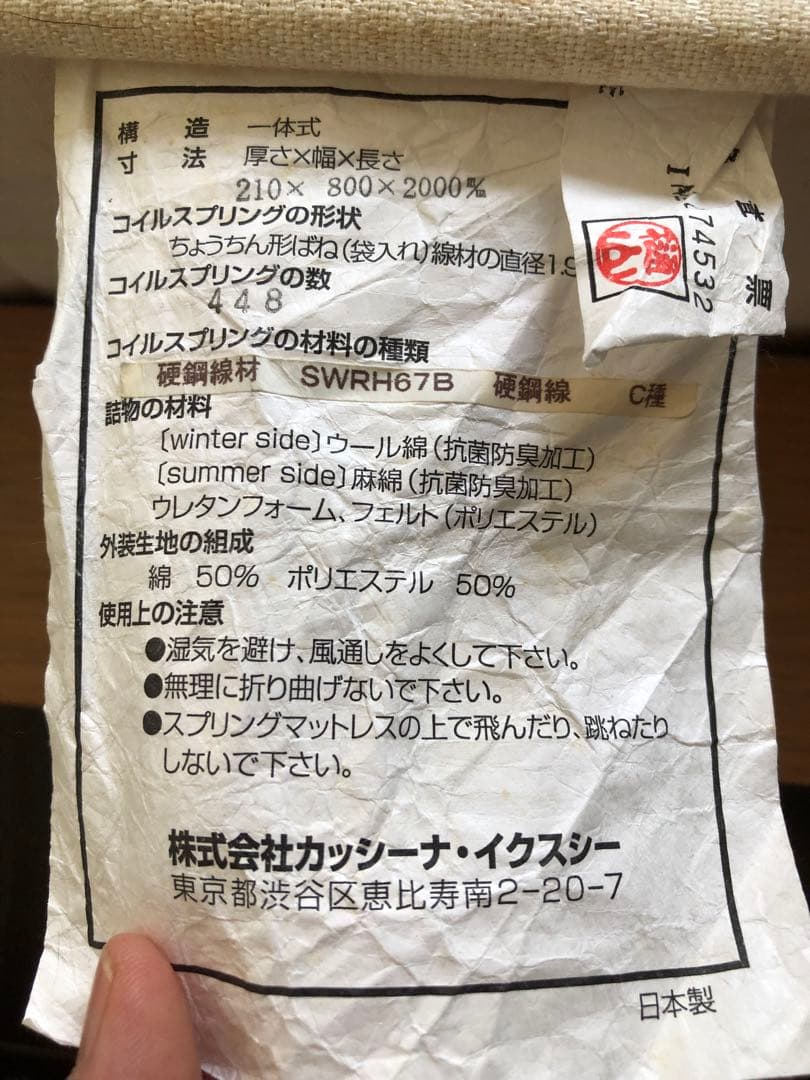 構 造 一体式
寸 法 厚さ×幅×長さ
210× 800×2000㎜
コイルスプリングの形状
ちょうちん形ばね(袋入れ)線材の直径1.9
コイルスプリングの数
448
コイルスプリングの材料の種類
硬鋼線材 SWRH67B 硬鋼線 C種
詰物の材料
〔winter side〕ウール綿(抗菌防臭加工)
〔summer side〕麻綿(抗菌防臭加工)
ウレタンフォーム、フェルト(ポリエステル)
外装生地の組成
綿 50% ポリエステル 50%
使用上の注意
●湿気を避け、風通しをよくして下さい。
●無理に折り曲げないで下さい。
●スプリングマットレスの上で飛んだり、跳ねたり
しないで下さい。
株式会社カッシーナ・イクスシー
東京都渋谷区恵比寿南2-20-7
日本製
査 票
74532